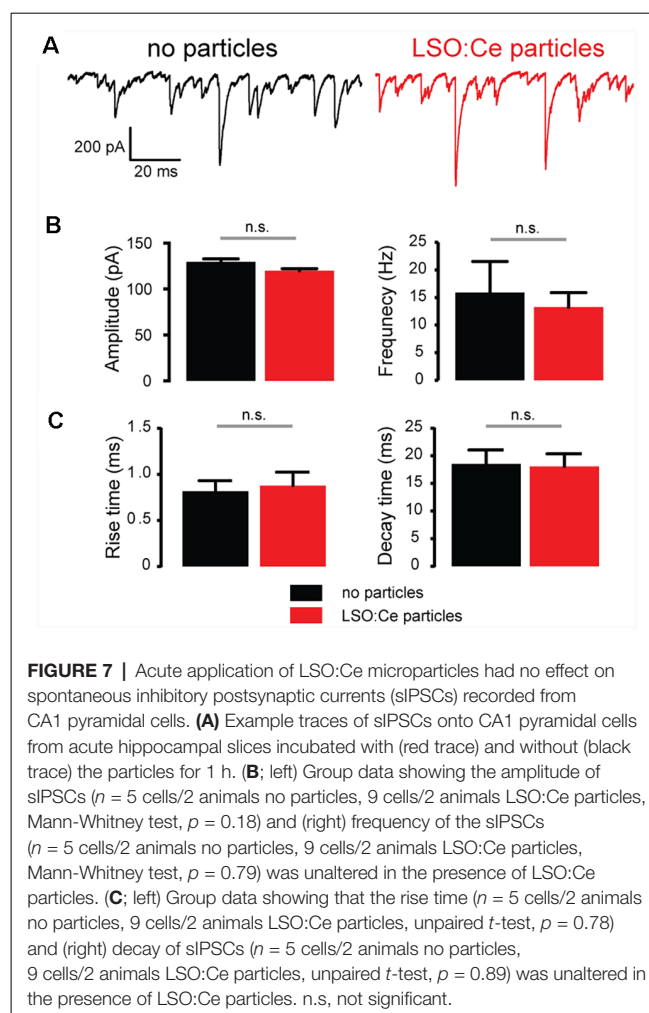 A
no particles
LSO:Ce particles
200 pA
20 ms
B
n.s.
n.s.
Amplitude (pA)
150
100
50
0
Frequnecy (Hz)
25
20
15
10
5
0
C
n.s.
n.s.
Rise time (ms)
1.5
1.0
0.5
0
Decay time (ms)
25
20
15
10
5
0
no particles
LSO:Ce particles
FIGURE 7 | Acute application of LSO:Ce microparticles had no effect on
spontaneous inhibitory postsynaptic currents (sIPSCs) recorded from
CA1 pyramidal cells. (A) Example traces of sIPSCs onto CA1 pyramidal cells
from acute hippocampal slices incubated with (red trace) and without (black
trace) the particles for 1 h. (B; left) Group data showing the amplitude of
sIPSCs (n = 5 cells/2 animals no particles, 9 cells/2 animals LSO:Ce particles,
Mann-Whitney test, p = 0.18) and (right) frequency of the sIPSCs
(n = 5 cells/2 animals no particles, 9 cells/2 animals LSO:Ce particles,
Mann-Whitney test, p = 0.79) was unaltered in the presence of LSO:Ce
particles. (C; left) Group data showing that the rise time (n = 5 cells/2 animals
no particles, 9 cells/2 animals LSO:Ce particles, unpaired t-test, p = 0.78)
and (right) decay of sIPSCs (n = 5 cells/2 animals no particles,
9 cells/2 animals LSO:Ce particles, unpaired t-test, p = 0.89) was unaltered in
the presence of LSO:Ce particles. n.s, not significant.